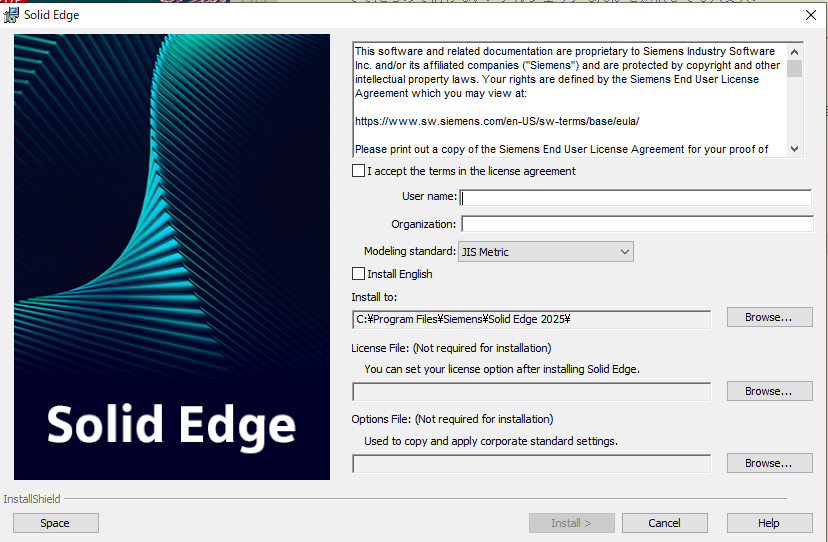 Solid Edge
This software and related documentation are proprietary to Siemens Industry Software
Inc. and/or its affiliated companies ("Siemens") and are protected by copyright and other
intellectual property laws. Your rights are defined by the Siemens End User License
Agreement which you may view at:
https://www.sw.siemens.com/en-US/sw-terms/base/eula/
Please print out a copy of the Siemens End User License Agreement for your proof of
I accept the terms in the license agreement
User name:
Organization:
Modeling standard: JIS Metric
Install English
Install to:
C:¥Program Files¥Siemens¥Solid Edge 2025¥ Browse...
License File: (Not required for installation)
You can set your license option after installing Solid Edge.
Browse...
Options File: (Not required for installation)
Used to copy and apply corporate standard settings.
Browse...
Solid Edge
InstallShield
Space Install > Cancel Help